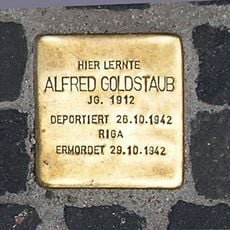 HIER LERNTE
ALFRED GOLDSTAUB
JG. 1912
DEPORTIERT 26.10.1942
RIGA
ERMORDET 29.10.1942